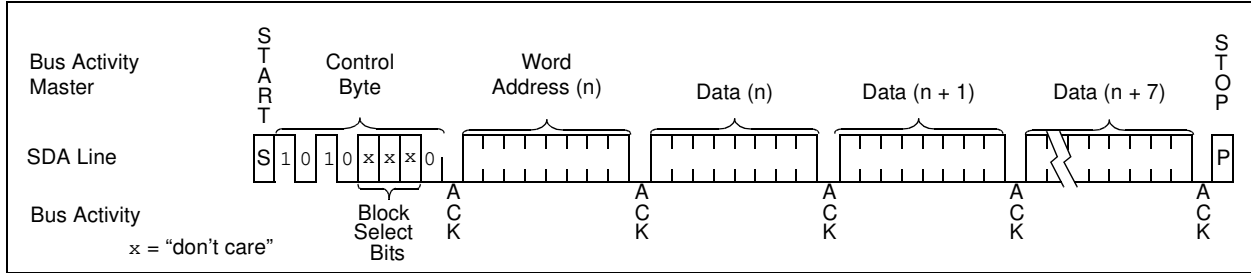 START
Bus Activity
Master
Control
Byte
Word
Address (n)
Data (n)
Data (n + 1)
Data (n + 7)
STOP
SDA Line
S 1 0 1 0 x x x 0
P
Bus Activity
ACK
ACK
ACK
ACK
ACK
Block
Select
Bits
x = “don’t care”